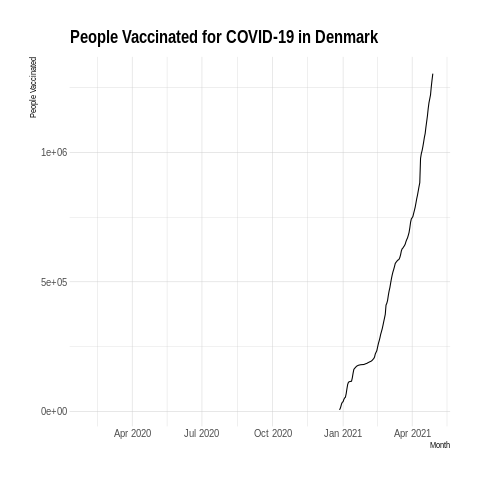 People Vaccinated for COVID-19 in Denmark
People Vaccinated
1e+06
5e+05
0e+00
Apr 2020 Jul 2020 Oct 2020 Jan 2021 Apr 2021
Month